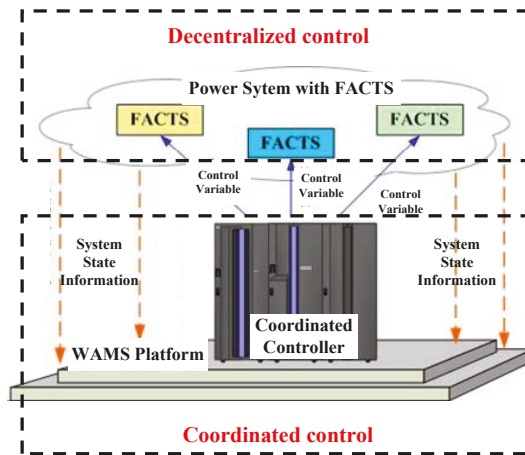 Decentralized control
Power Sytem with FACTS
FACTS
FACTS
FACTS
Control
Variable
Control
Variable
Control
Variable
System
State
Information
System
State
Information
Coordinated
Controller
WAMS Platform
Coordinated control